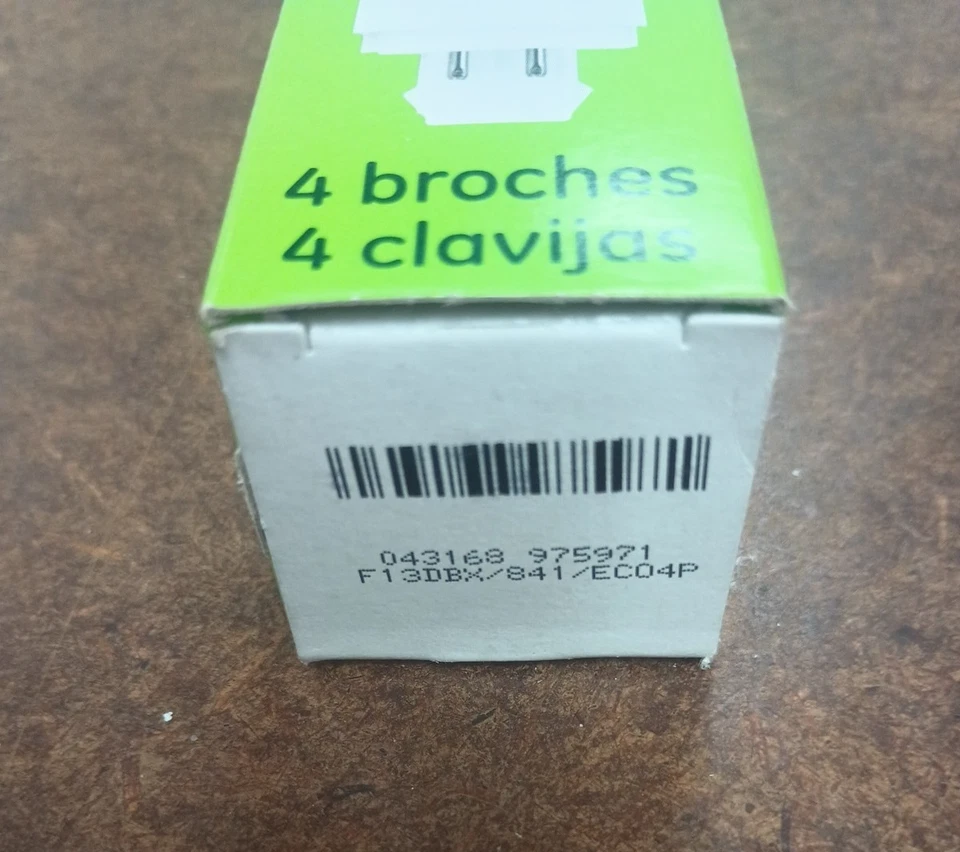 4 broches
4 clavijas
043168 975971
F13DBX/841/ECO4P